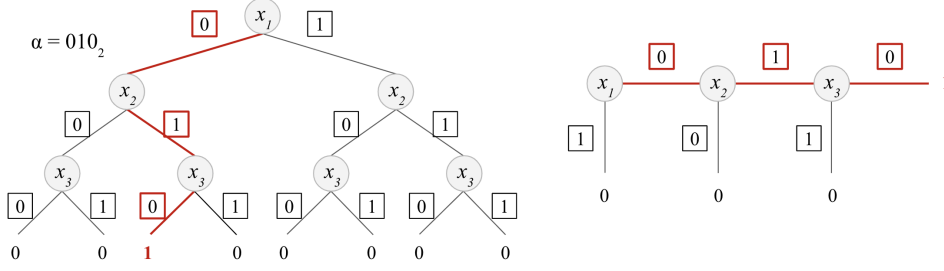 0 x₁ 1
α = 010₂
0 1 0
x₂ x₂ x₁ x₂ x₃
0 1 0 1 1 0 1
x₃ x₃ x₃ x₃
0 0 0
0 1 0 1 0 1 0 1
0 0 1 0 0 0 0 0